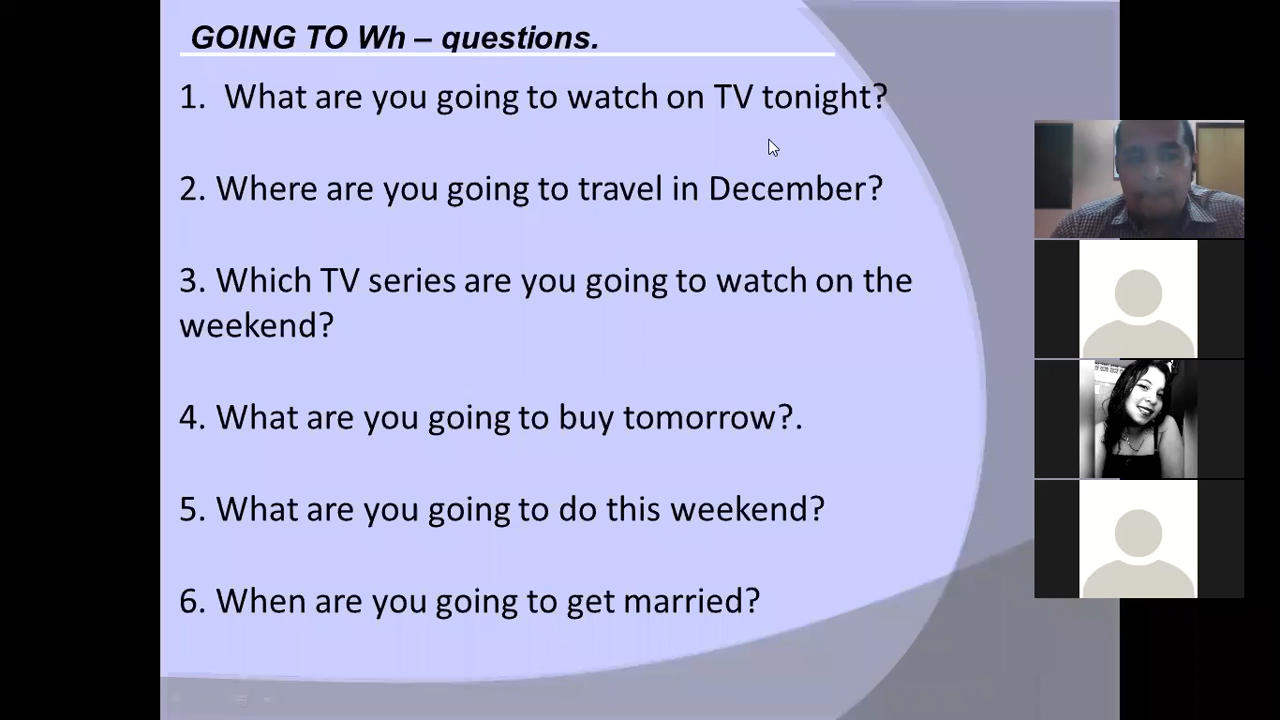 GOING TO Wh – questions.
1. What are you going to watch on TV tonight?
2. Where are you going to travel in December?
3. Which TV series are you going to watch on the
weekend?
4. What are you going to buy tomorrow?.
5. What are you going to do this weekend?
6. When are you going to get married?